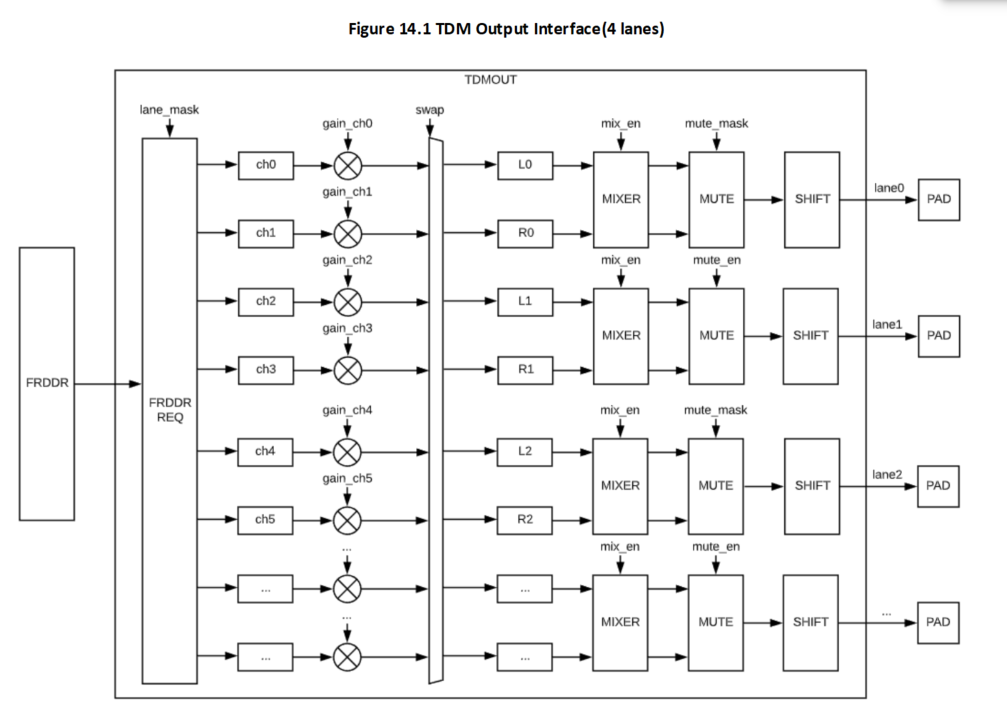 Figure 14.1 TDM Output Interface(4 lanes)
TDMOUT
lane_mask
swap
gain_ch0
mix_en
mute_mask
ch0
L0
MIXER
MUTE
SHIFT
lane0
PAD
gain_ch1
ch1
R0
gain_ch2
mix_en
mute_en
ch2
L1
MIXER
MUTE
SHIFT
lane1
PAD
gain_ch3
ch3
R1
FRDDR
FRDDR
REQ
gain_ch4
mix_en
mute_mask
ch4
L2
MIXER
MUTE
SHIFT
lane2
PAD
gain_ch5
ch5
R2
...
mix_en
mute_en
...
...
MIXER
MUTE
SHIFT
...
PAD
...
...
...